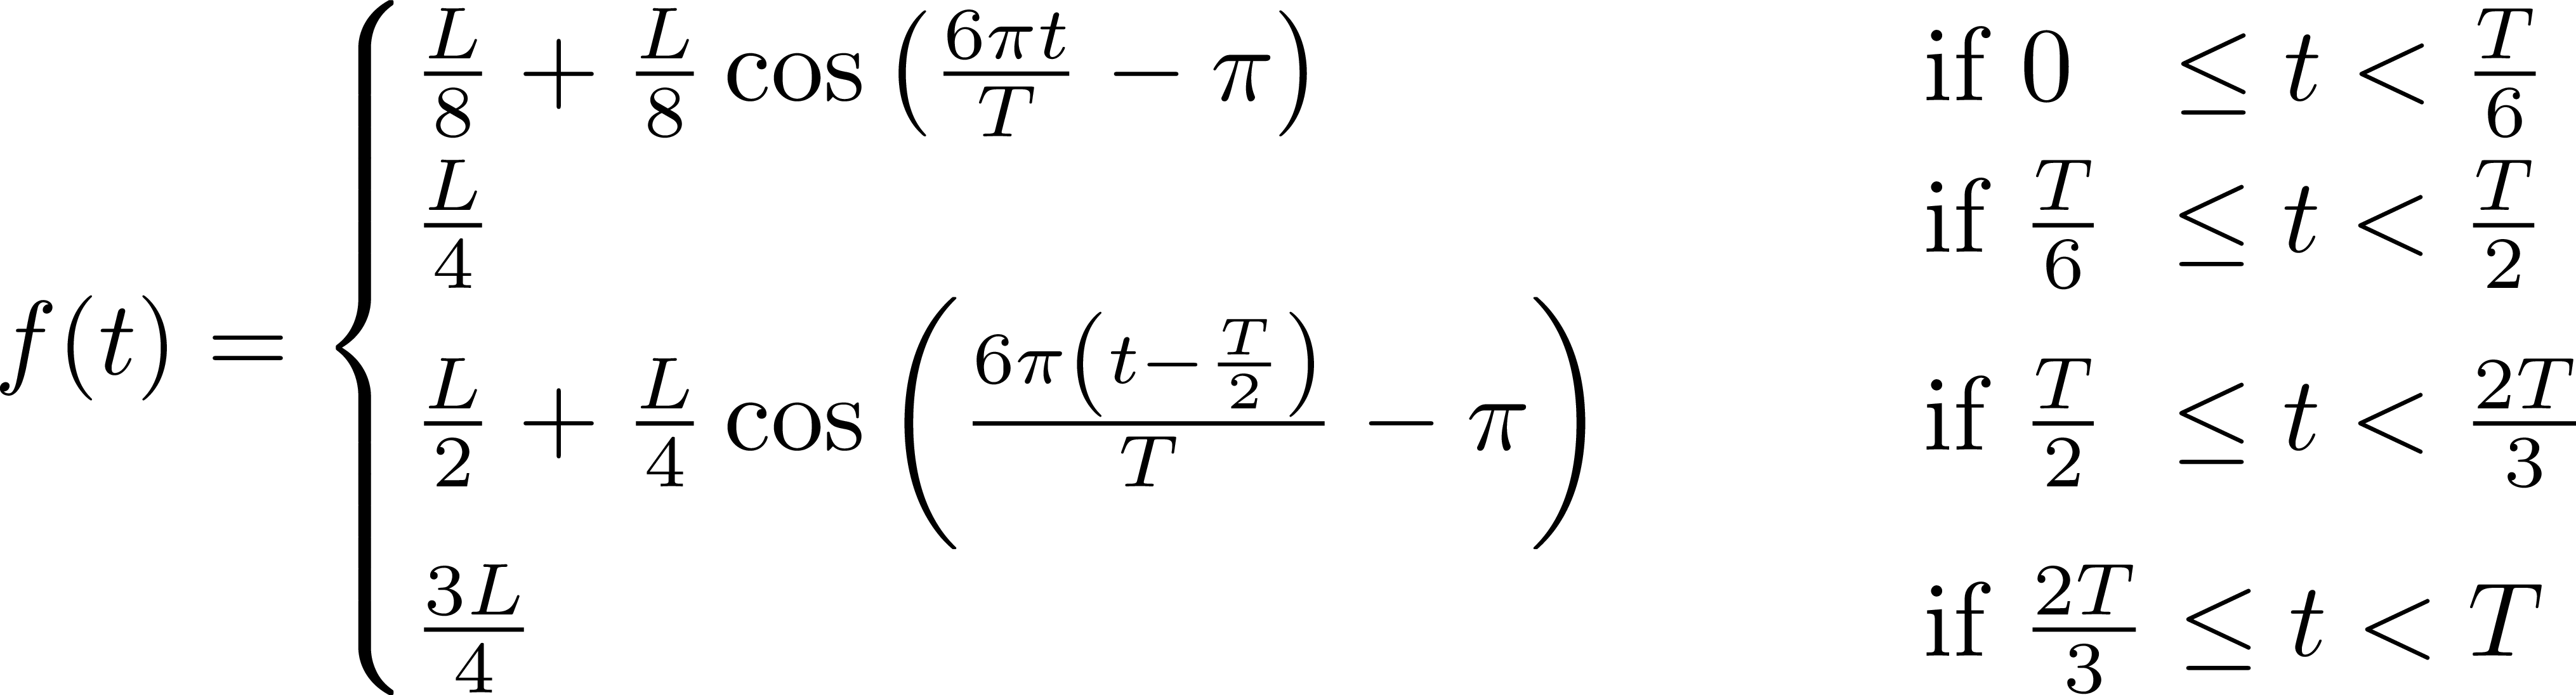 f(t) = { L/8 + L/8 cos(6πt/T − π) if 0 ≤ t < T/6
L/4 if T/6 ≤ t < T/2
L/2 + L/4 cos(6π(t − T/2)/T − π) if T/2 ≤ t < 2T/3
3L/4 if 2T/3 ≤ t < T